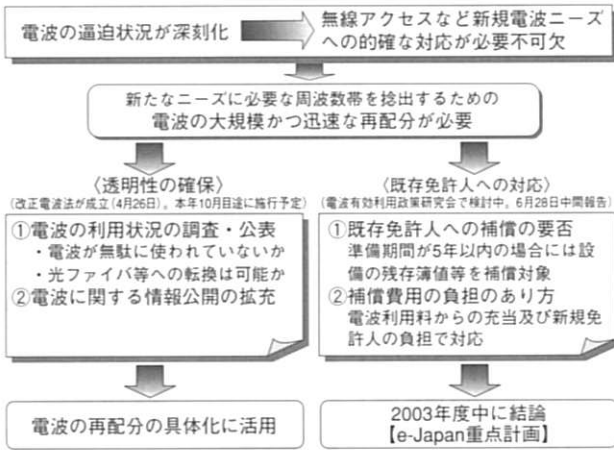 電波の逼迫状況が深刻化
無線アクセスなど新規電波ニーズ
への的確な対応が必要不可欠
新たなニーズに必要な周波数帯を捻出するための
電波の大規模かつ迅速な再配分が必要
〈透明性の確保〉
(改正電波法が成立(4月26日)。本年10月目途に施行予定)
①電波の利用状況の調査・公表
・電波が無駄に使われていないか
・光ファイバ等への転換は可能か
②電波に関する情報公開の拡充
電波の再配分の具体化に活用
〈既存免許人への対応〉
(電波有効利用政策研究会で検討中。6月28日中間報告)
①既存免許人への補償の要否
準備期間が5年以内の場合には設
備の残存簿値等を補償対象
②補償費用の負担のあり方
電波利用料からの充当及び新規免
許人の負担で対応
2003年度中に結論
【e-Japan重点計画】